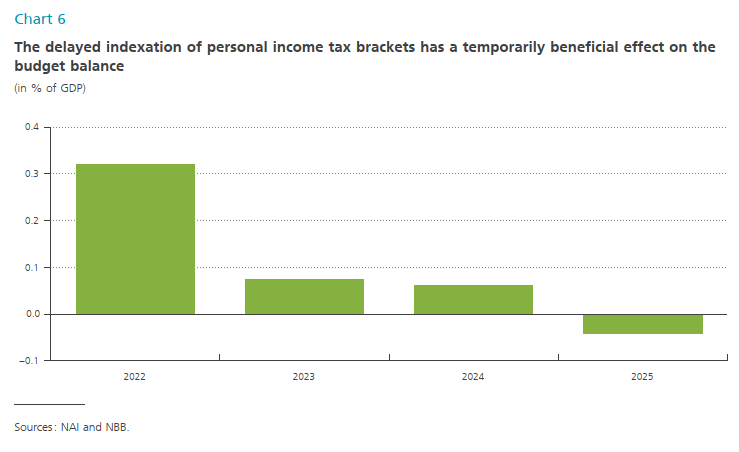 Chart 6
The delayed indexation of personal income tax brackets has a temporarily beneficial effect on the
budget balance
(in % of GDP)
0.4
0.3
0.2
0.1
0.0
–0.1
2022 2023 2024 2025
Sources: NAI and NBB.